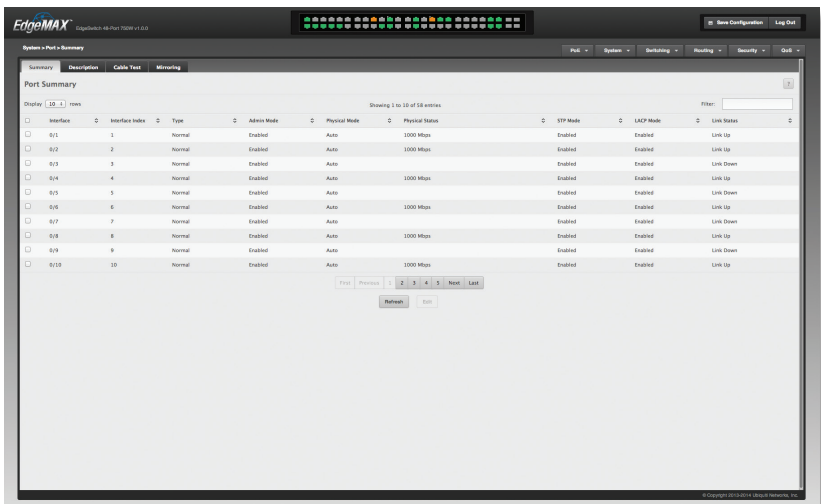 EdgeMAX EdgeSwitch 48-Port 750W v1.0.0
Save Configuration Log Out
System > Port > Summary
PoE System Switching Routing Security QoS
Summary Description Cable Test Mirroring
Port Summary ?
Display 10 rows Showing 1 to 10 of 58 entries Filter:
Interface Interface Index Type Admin Mode Physical Mode Physical Status STP Mode LACP Mode Link Status
0/1 1 Normal Enabled Auto 1000 Mbps Enabled Enabled Link Up
0/2 2 Normal Enabled Auto 1000 Mbps Enabled Enabled Link Up
0/3 3 Normal Enabled Auto Enabled Enabled Link Down
0/4 4 Normal Enabled Auto 1000 Mbps Enabled Enabled Link Up
0/5 5 Normal Enabled Auto Enabled Enabled Link Down
0/6 6 Normal Enabled Auto 1000 Mbps Enabled Enabled Link Up
0/7 7 Normal Enabled Auto Enabled Enabled Link Down
0/8 8 Normal Enabled Auto 1000 Mbps Enabled Enabled Link Up
0/9 9 Normal Enabled Auto Enabled Enabled Link Down
0/10 10 Normal Enabled Auto 1000 Mbps Enabled Enabled Link Up
First Previous 1 2 3 4 5 Next Last
Refresh Edit
© Copyright 2013-2014 Ubiquiti Networks, Inc.